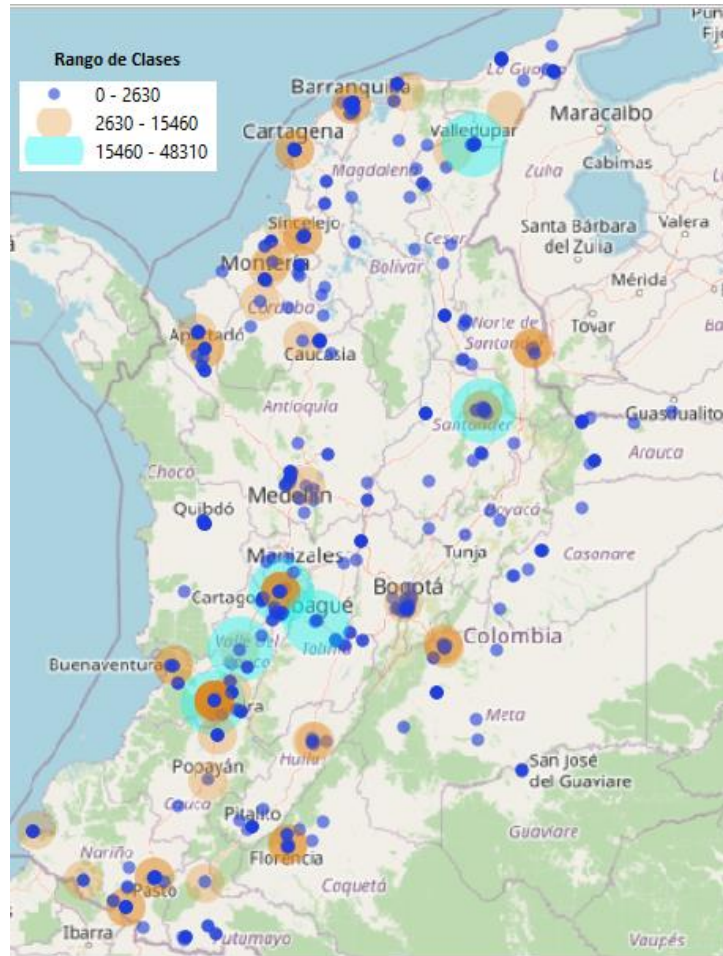 Rango de Clases
0 - 2630
2630 - 15460
15460 - 48310
Pun
Fij
La Guajira
Barranquilla
Maracaibo
Cartagena
Valledupar
Cabimas
Magdalena
Zulia
Santa Bárbara
del Zulia
Valera
Sincelejo
Cesar
Montería
Bolívar
Mérida
Córdoba
Norte de
Santander
Tovar
Apartadó
Caucasia
Antioquia
Santander
Guasdualito
Arauca
Chocó
Medellín
Quibdó
Boyacá
Manizales
Tunja
Casanare
Cartago
Ibagué
Bogotá
Colombia
Valle del
Cauca
Tolima
Buenaventura
Meta
San José
del Guaviare
Popayán
Huila
Cauca
Pitalito
Guaviare
Nariño
Florencia
Caquetá
Pasto
Ibarra
Putumayo
Vaupés